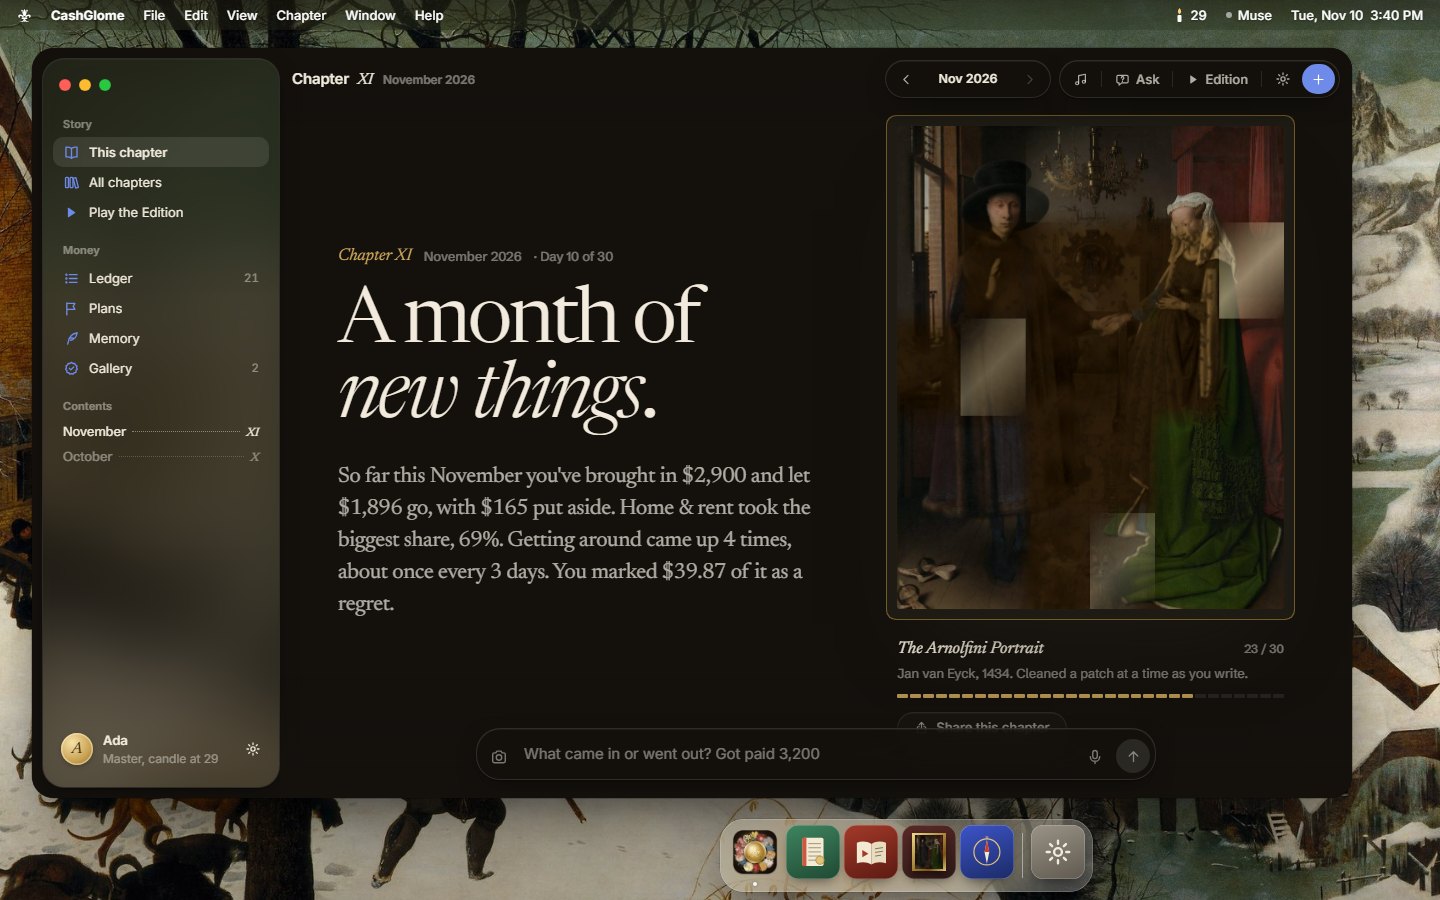 CashGlome File Edit View Chapter Window Help
29 Muse Tue, Nov 10 3:40 PM
Chapter XI November 2026
Nov 2026
Ask
Edition
Story
This chapter
All chapters
Play the Edition
Money
Ledger 21
Plans
Memory
Gallery 2
Contents
November XI
October X
A
Ada
Master, candle at 29
Chapter XI November 2026 · Day 10 of 30
A month of
new things.
So far this November you've brought in $2,900 and let
$1,896 go, with $165 put aside. Home & rent took the
biggest share, 69%. Getting around came up 4 times,
about once every 3 days. You marked $39.87 of it as a
regret.
The Arnolfini Portrait 23 / 30
Jan van Eyck, 1434. Cleaned a patch at a time as you write.
Share this chapter
What came in or went out? Got paid 3,200